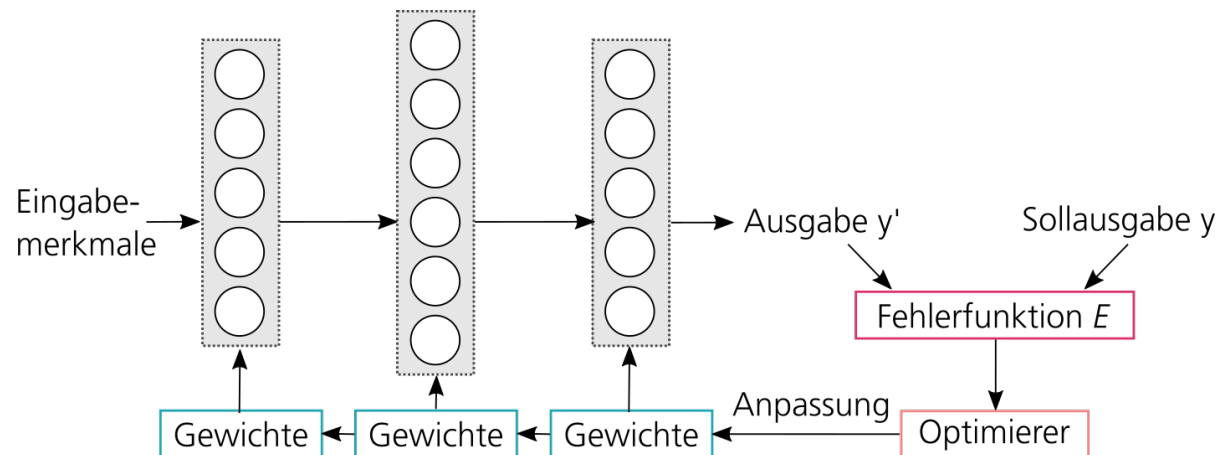 Eingabe-
merkmale
Ausgabe y'
Sollausgabe y
Fehlerfunktion E
Anpassung
Gewichte
Gewichte
Gewichte
Optimierer